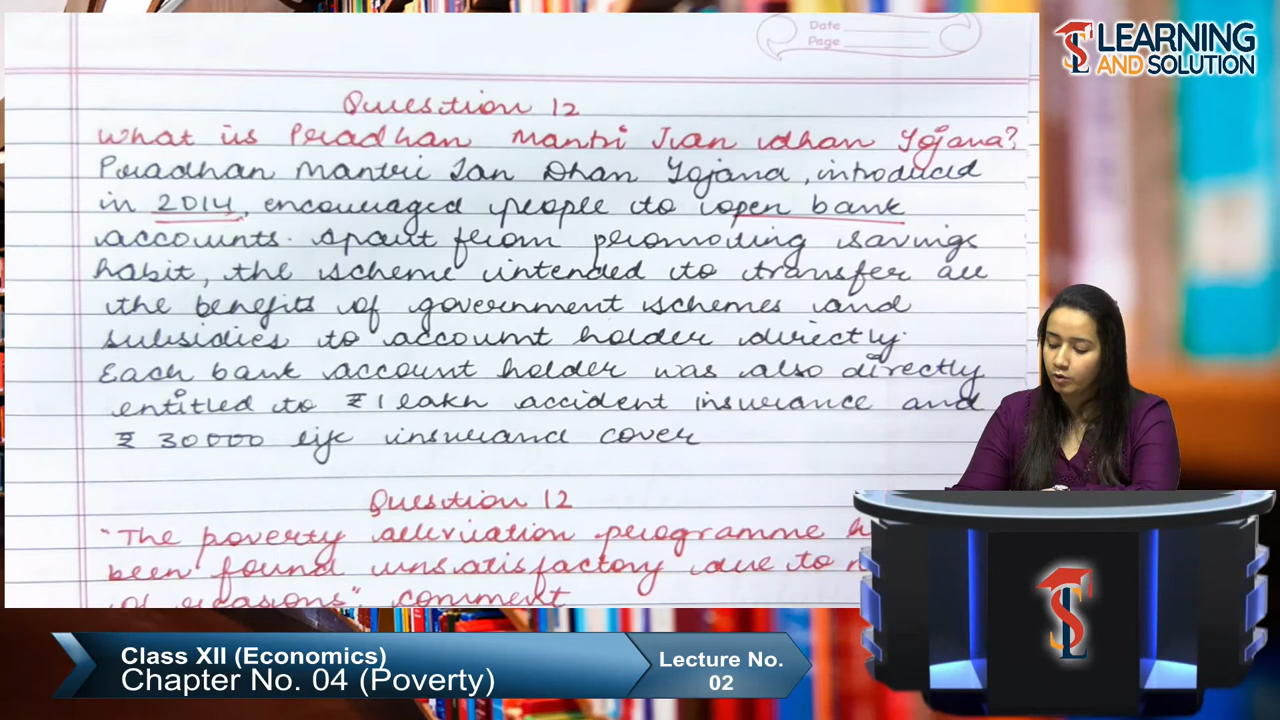 Date
Page
LEARNING
AND SOLUTION
Question 12
What is Pradhan Mantri Jan dhan Yojana?
Pradhan Mantri Jan Dhan Yojana, introduced
in 2014, encouraged people to open bank
accounts. Apart from promoting savings
habit, the scheme intended to transfer all
the benefits of government schemes and
subsidies to account holder directly.
Each bank account holder was also directly
entitled to ₹ 1 lakh accident insurance and
₹ 30000 life insurance cover
Question 12
"The poverty alleviation programme
been found unsatisfactory due to
of reasons". comment
Class XII (Economics)
Chapter No. 04 (Poverty)
Lecture No.
02